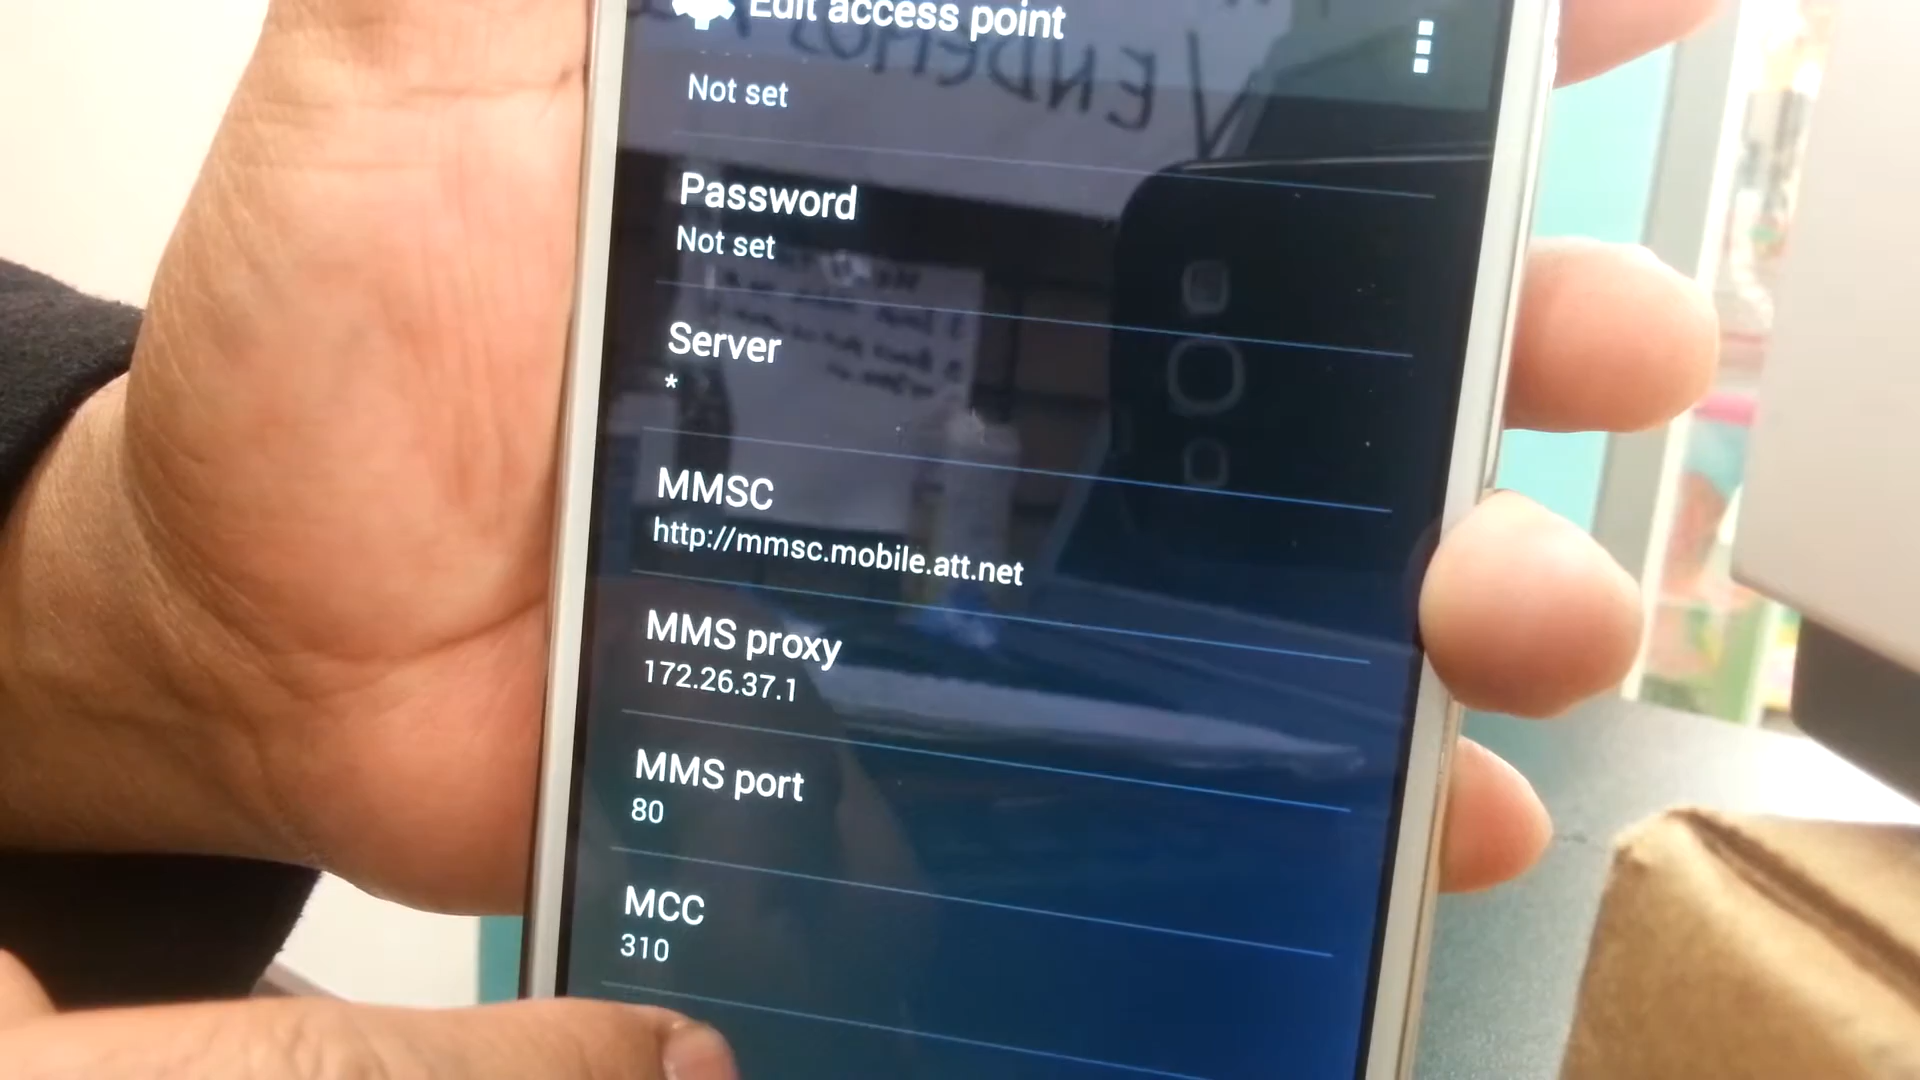 Edit access point
VENDEMOS
Not set
Password
Not set
Server
*
MMSC
http://mmsc.mobile.att.net
MMS proxy
172.26.37.1
MMS port
80
MCC
310